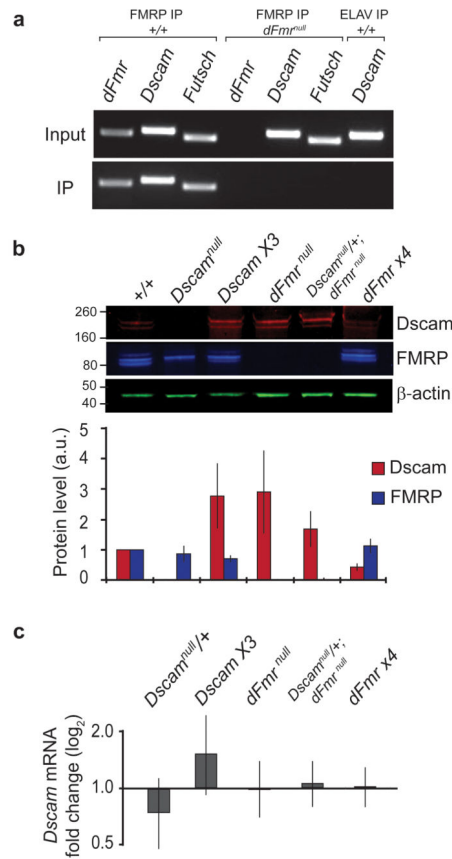 a
FMRP IP FMRP IP ELAV IP
+/+ dFmr^null +/+
dFmr Dscam Futsch dFmr Dscam Futsch Dscam
Input
IP
b
+/+ Dscam^null Dscam X3 dFmr^null Dscam^null/+; dFmr^null dFmr x4
260
160
Dscam
80
FMRP
50
40
β-actin
Protein level (a.u.)
5
4
3
2
1
0
Dscam
FMRP
c
Dscam^null/+ Dscam X3 dFmr^null Dscam^null/+; dFmr^null dFmr x4
Dscam mRNA
fold change (log₂)
2.0
1.0
0.5